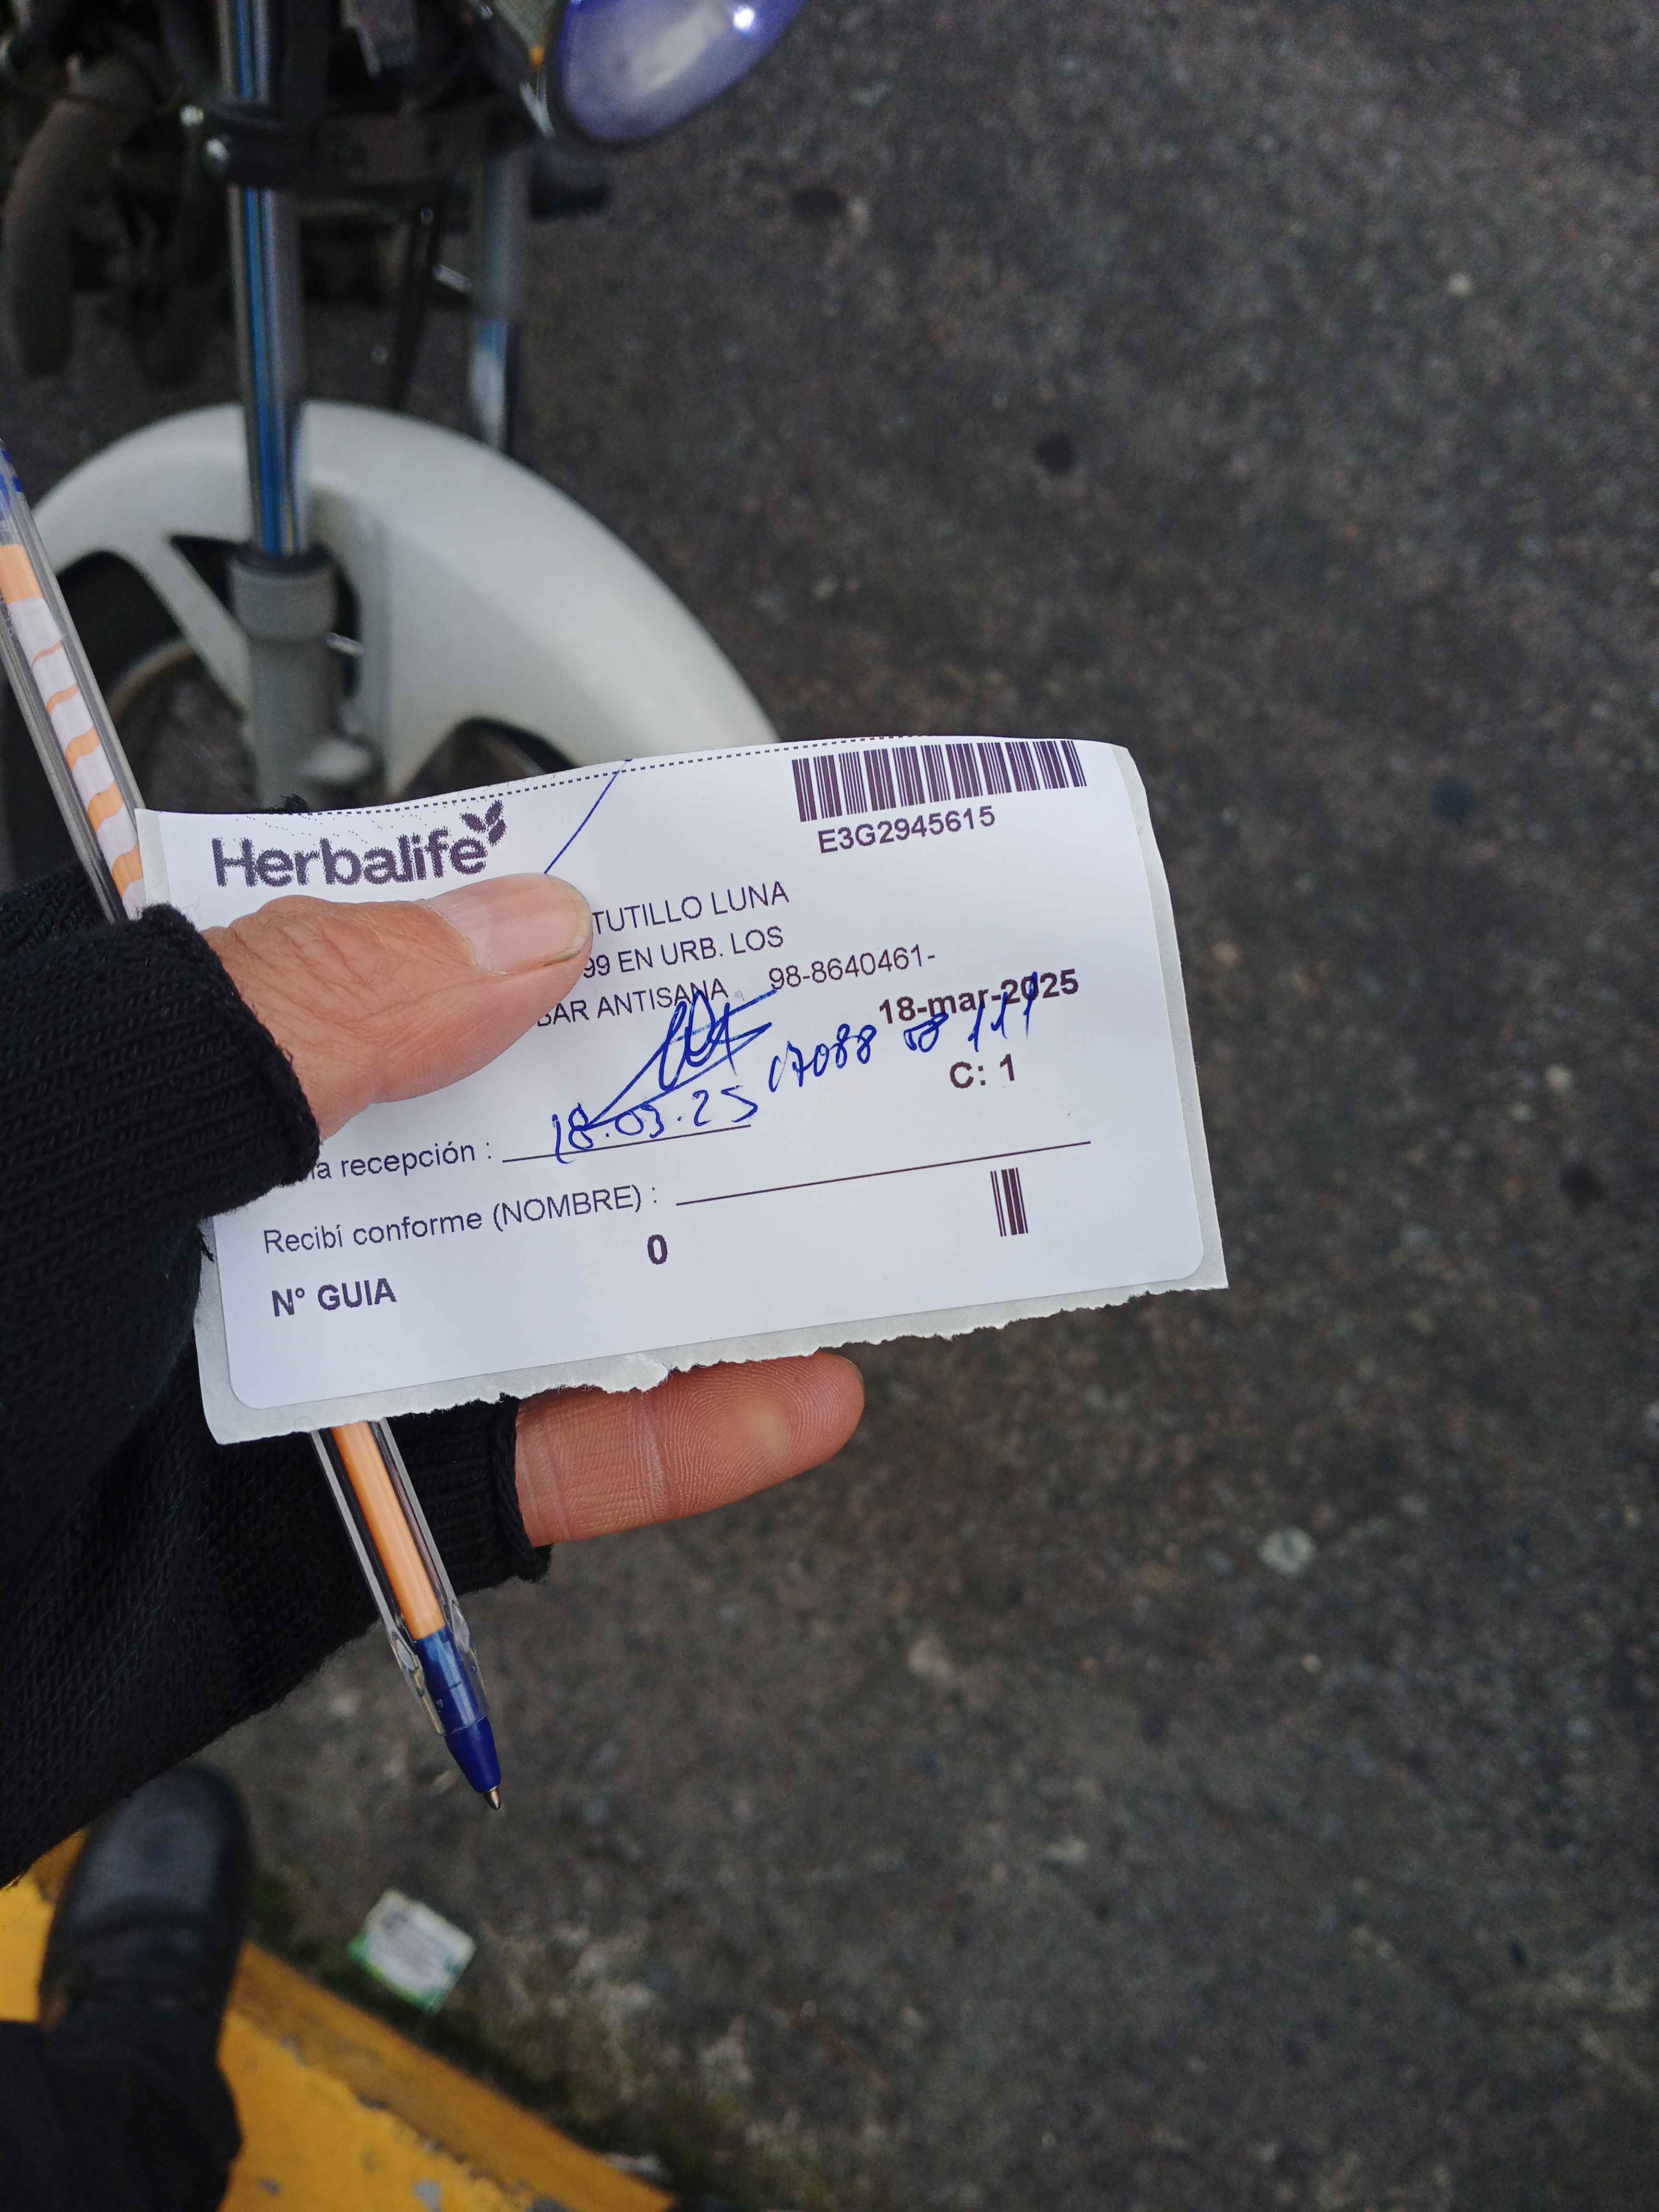 Herbalife
E3G2945615
TUTILLO LUNA
99 EN URB. LOS
BAR ANTISANA 98-8640461-
18-mar-2025
C: 1
a recepción : 18.03.25
Recibí conforme (NOMBRE) :
0
N° GUIA